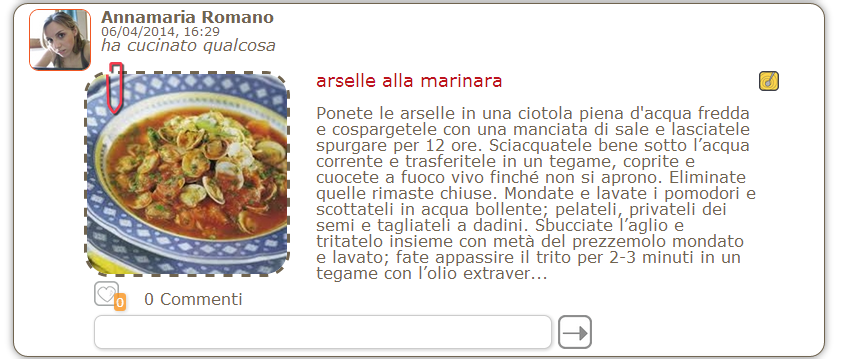 Annamaria Romano
06/04/2014, 16:29
ha cucinato qualcosa
arselle alla marinara
Ponete le arselle in una ciotola piena d'acqua fredda
e cospargetele con una manciata di sale e lasciatele
spurgare per 12 ore. Sciacquatele bene sotto l’acqua
corrente e trasferitele in un tegame, coprite e
cuocete a fuoco vivo finché non si aprono. Eliminate
quelle rimaste chiuse. Mondate e lavate i pomodori e
scottateli in acqua bollente; pelateli, privateli dei
semi e tagliateli a dadini. Sbucciate l’aglio e
tritatelo insieme con metà del prezzemolo mondato
e lavato; fate appassire il trito per 2-3 minuti in un
tegame con l’olio extraver...
0
0 Commenti